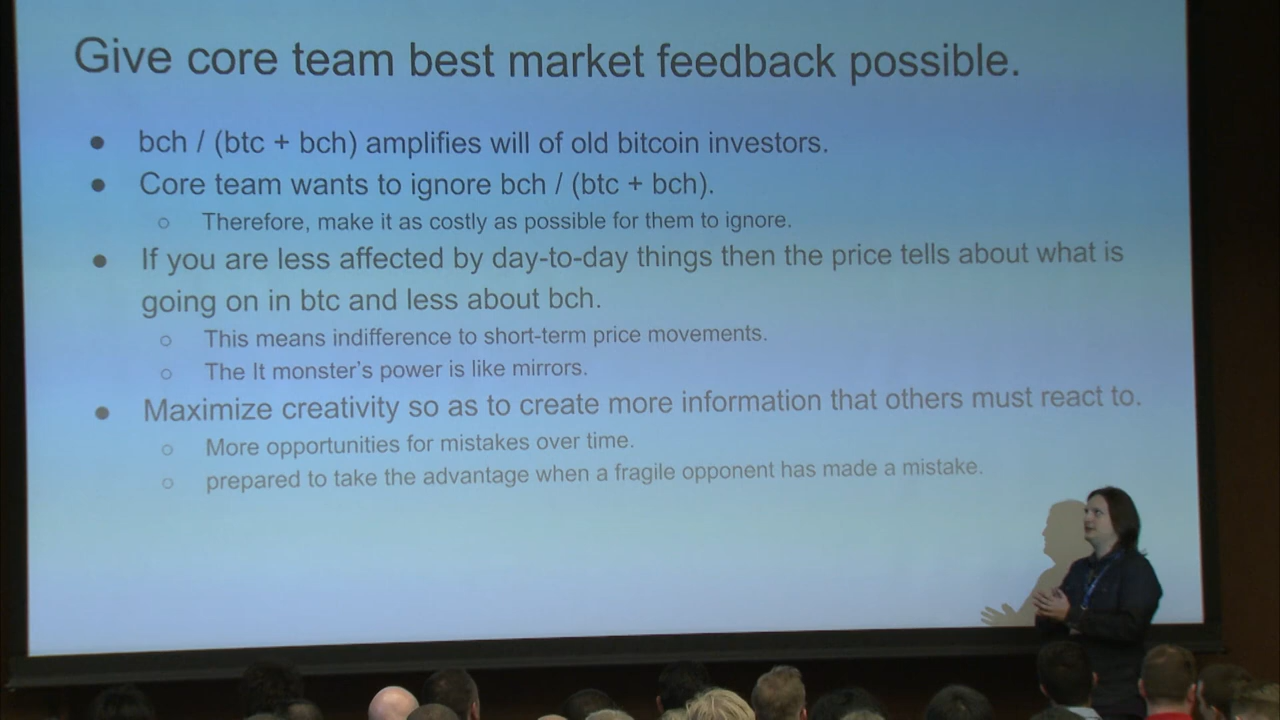 Give core team best market feedback possible.
● bch / (btc + bch) amplifies will of old bitcoin investors.
● Core team wants to ignore bch / (btc + bch).
○ Therefore, make it as costly as possible for them to ignore.
● If you are less affected by day-to-day things then the price tells about what is
going on in btc and less about bch.
○ This means indifference to short-term price movements.
○ The It monster's power is like mirrors.
● Maximize creativity so as to create more information that others must react to.
○ More opportunities for mistakes over time.
○ prepared to take the advantage when a fragile opponent has made a mistake.